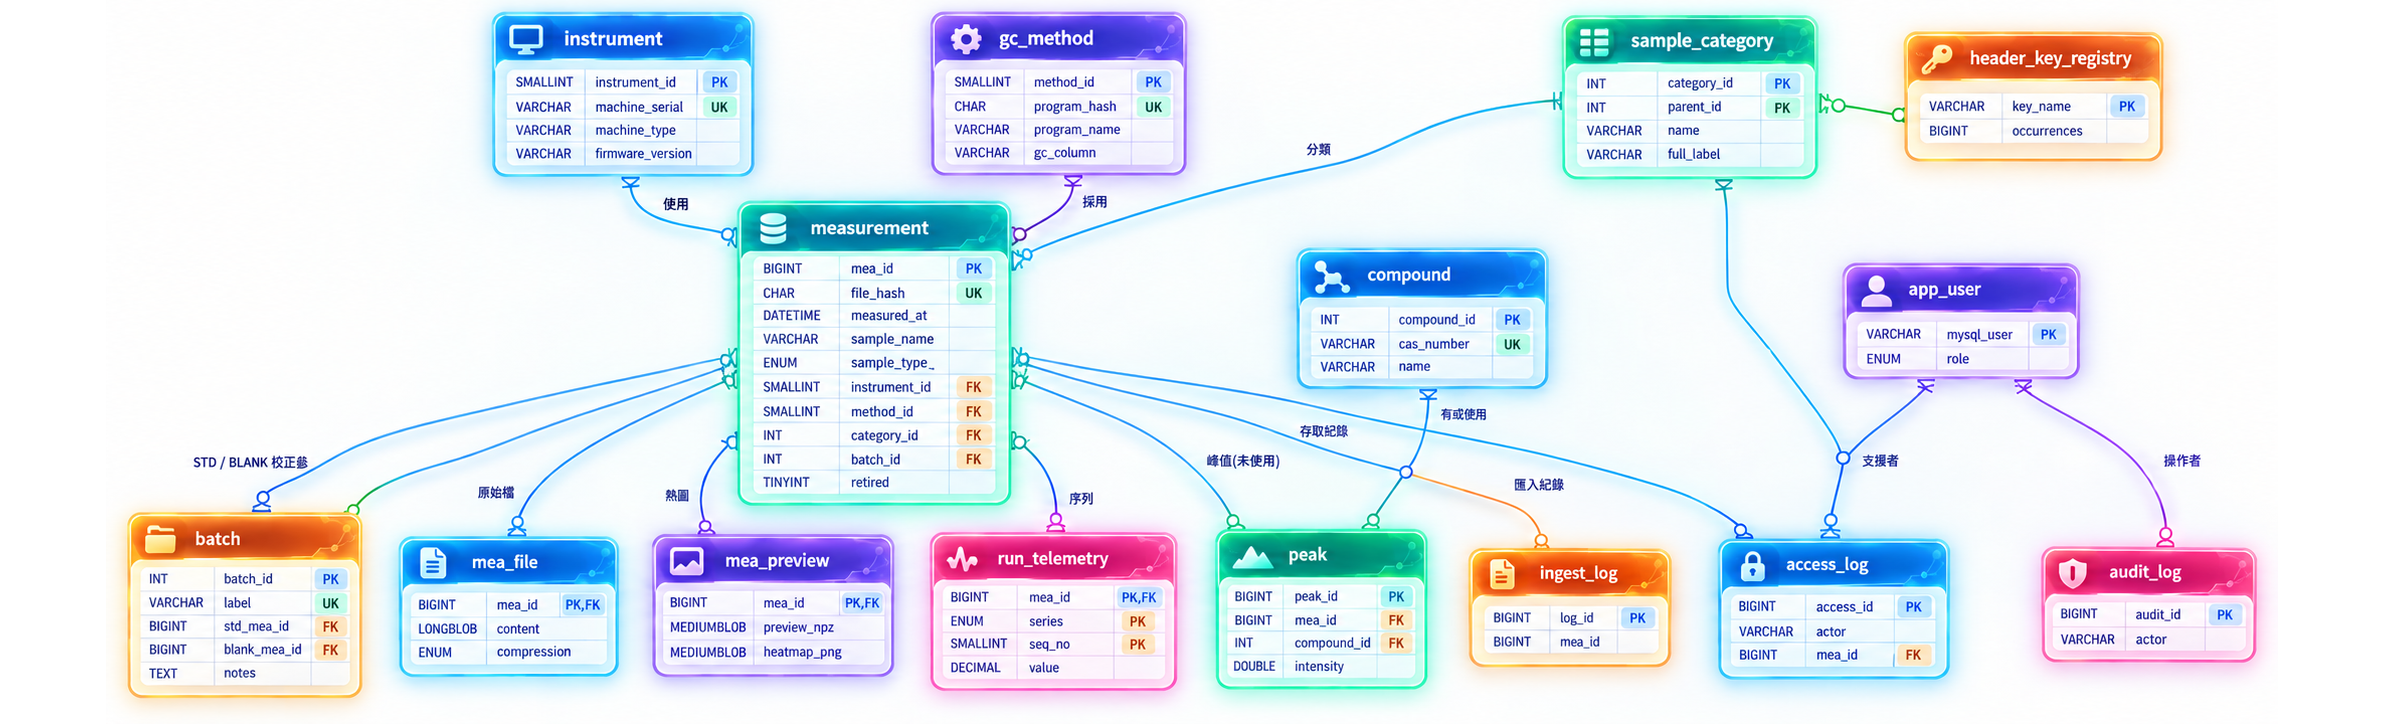 instrument
SMALLINT instrument_id PK
VARCHAR machine_serial UK
VARCHAR machine_type
VARCHAR firmware_version
gc_method
SMALLINT method_id PK
CHAR program_hash UK
VARCHAR program_name
VARCHAR gc_column
sample_category
INT category_id PK
INT parent_id PK
VARCHAR name
VARCHAR full_label
header_key_registry
VARCHAR key_name PK
BIGINT occurrences
使用
採用
分類
measurement
BIGINT mea_id PK
CHAR file_hash UK
DATETIME measured_at
VARCHAR sample_name
ENUM sample_type_
SMALLINT instrument_id FK
SMALLINT method_id FK
INT category_id FK
INT batch_id FK
TINYINT retired
compound
INT compound_id PK
VARCHAR cas_number UK
VARCHAR name
app_user
VARCHAR mysql_user PK
ENUM role
STD / BLANK 校正參
原始檔
熱圖
序列
峰值(未使用)
存取紀錄
有或使用
匯入紀錄
支援者
操作者
batch
INT batch_id PK
VARCHAR label UK
BIGINT std_mea_id FK
BIGINT blank_mea_id FK
TEXT notes
mea_file
BIGINT mea_id PK,FK
LONGBLOB content
ENUM compression
mea_preview
BIGINT mea_id PK,FK
MEDIUMBLOB preview_npz
MEDIUMBLOB heatmap_png
run_telemetry
BIGINT mea_id PK,FK
ENUM series PK
SMALLINT seq_no PK
DECIMAL value
peak
BIGINT peak_id PK
BIGINT mea_id FK
INT compound_id FK
DOUBLE intensity
ingest_log
BIGINT log_id PK
BIGINT mea_id
access_log
BIGINT access_id PK
VARCHAR actor
BIGINT mea_id FK
audit_log
BIGINT audit_id PK
VARCHAR actor